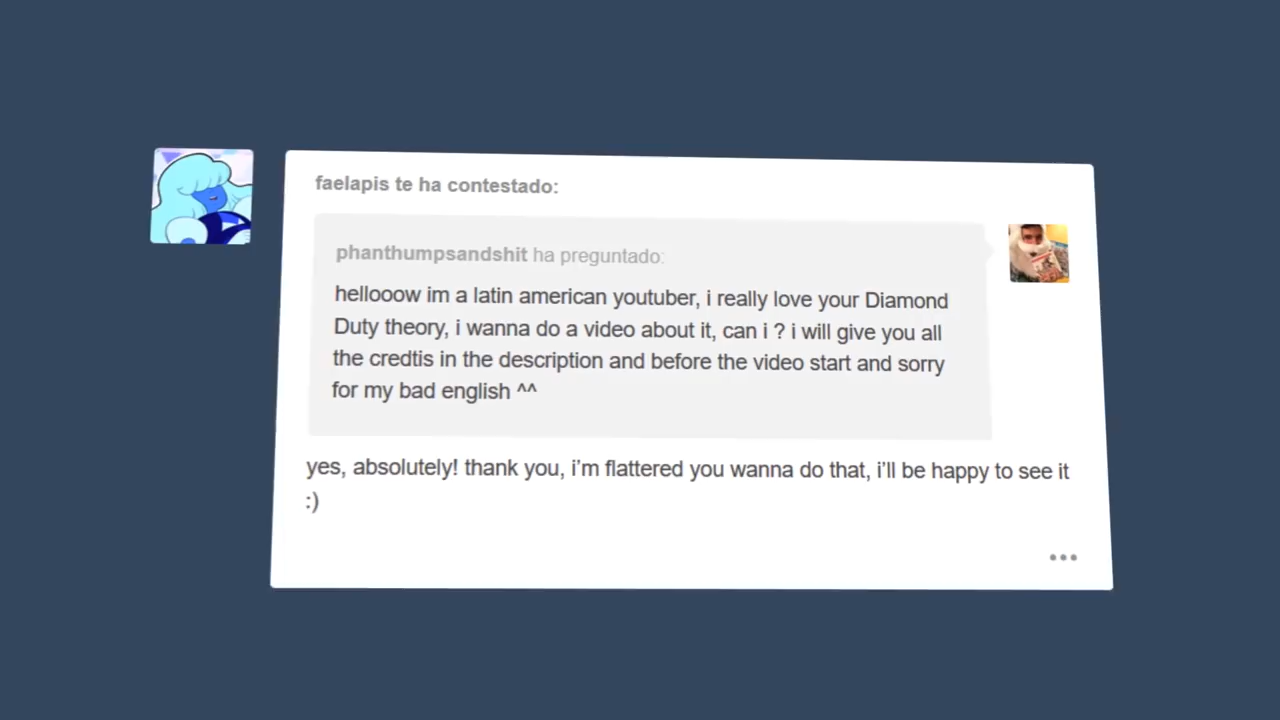 faelapis te ha contestado:
phanthumpsandshit ha preguntado:
hellooow im a latin american youtuber, i really love your Diamond
Duty theory, i wanna do a video about it, can i ? i will give you all
the credtis in the description and before the video start and sorry
for my bad english ^^
yes, absolutely! thank you, i’m flattered you wanna do that, i’ll be happy to see it
:)